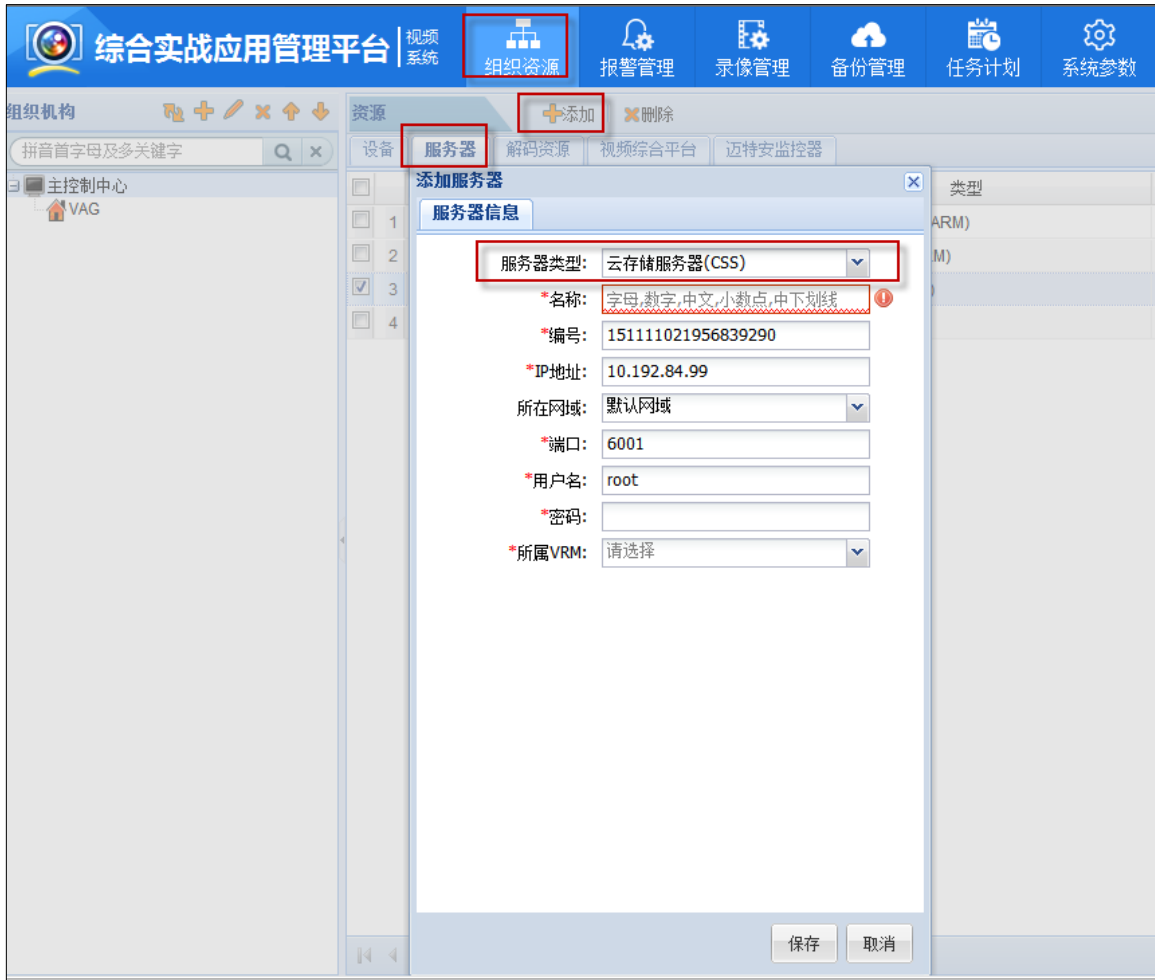 综合实战应用管理平台
视频
系统
组织资源
报警管理
录像管理
备份管理
任务计划
系统参数
组织机构
资源
添加
删除
拼音首字母及多关键字
设备
服务器
解码资源
视频综合平台
迈特安监控器
主控制中心
VAG
添加服务器
类型
服务器信息
1
ARM)
服务器类型: 云存储服务器(CSS)
2
M)
3
)
*名称: 字母,数字,中文,小数点,中下划线
4
*编号: 151111021956839290
*IP地址: 10.192.84.99
所在网域: 默认网域
*端口: 6001
*用户名: root
*密码:
*所属VRM: 请选择
保存
取消